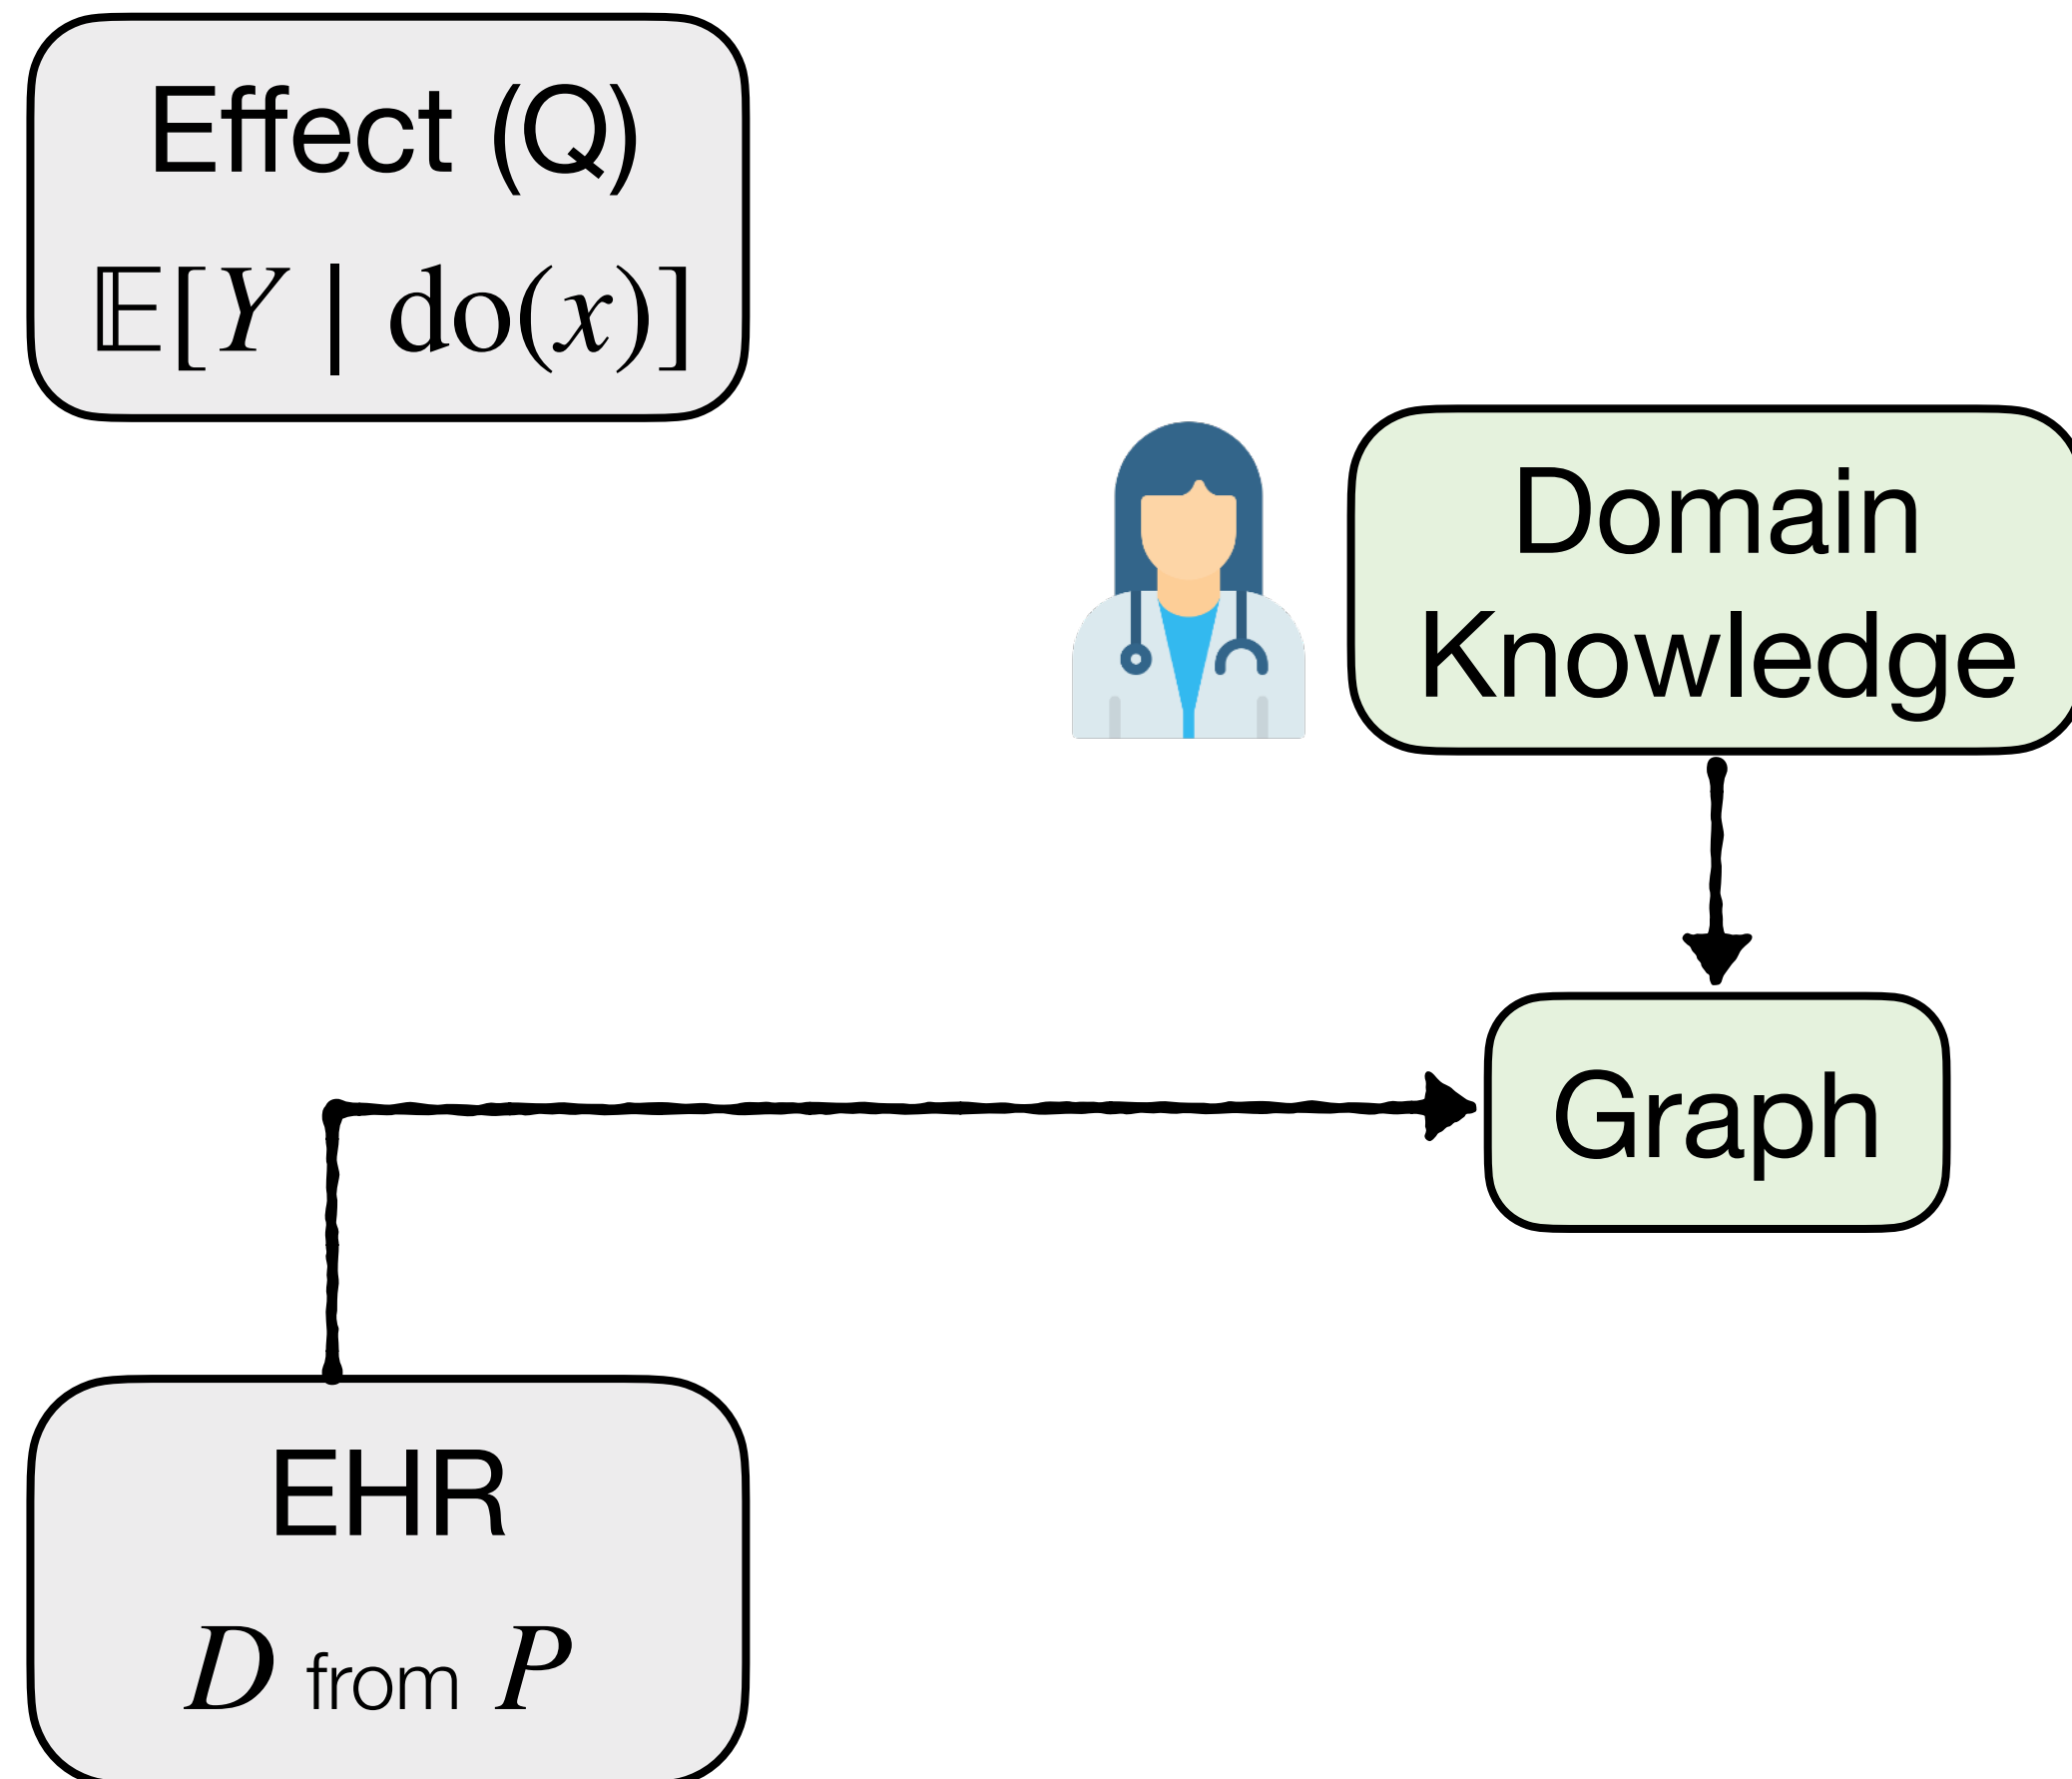 Effect (Q)
𝔼[Y | do(x)]
Domain
Knowledge
Graph
EHR
D from P